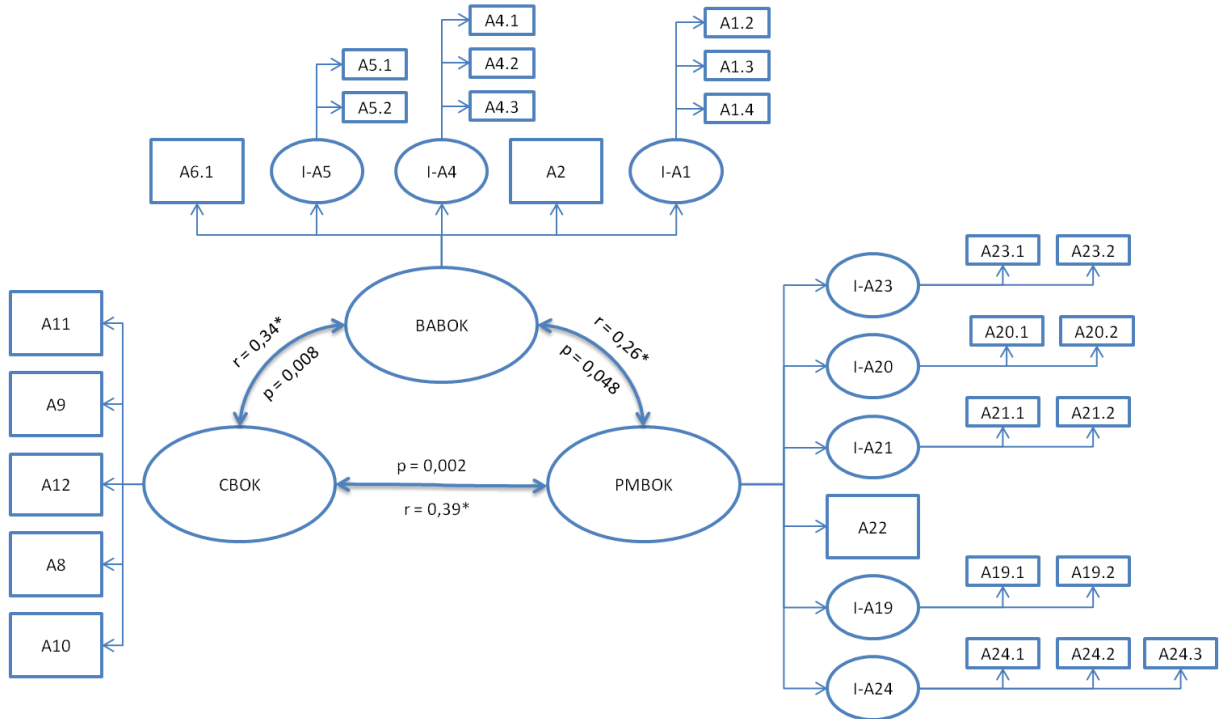 A4.1
A1.2
A5.1
A4.2
A1.3
A5.2
A4.3
A1.4
A6.1
I-A5
I-A4
A2
I-A1
BABOK
r = 0,34*
p = 0,008
r = 0,26*
p = 0,048
A11
A9
A12
A8
A10
CBOK
p = 0,002
r = 0,39*
PMBOK
I-A23
A23.1
A23.2
I-A20
A20.1
A20.2
I-A21
A21.1
A21.2
A22
I-A19
A19.1
A19.2
I-A24
A24.1
A24.2
A24.3